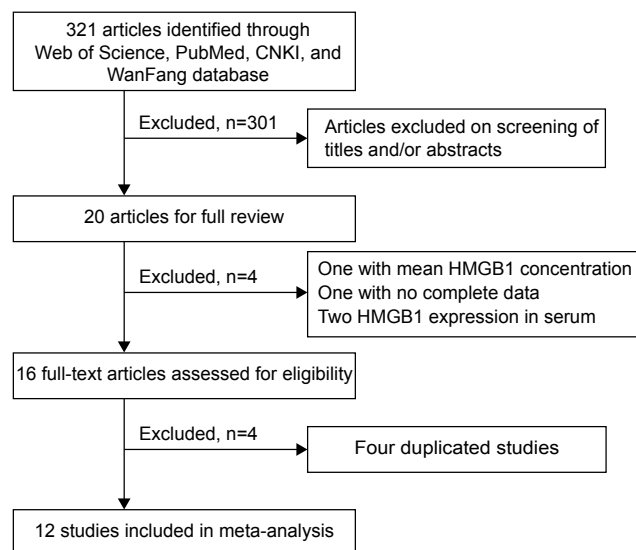 321 articles identified through
Web of Science, PubMed, CNKI, and
WanFang database
Excluded, n=301
Articles excluded on screening of
titles and/or abstracts
20 articles for full review
Excluded, n=4
One with mean HMGB1 concentration
One with no complete data
Two HMGB1 expression in serum
16 full-text articles assessed for eligibility
Excluded, n=4
Four duplicated studies
12 studies included in meta-analysis